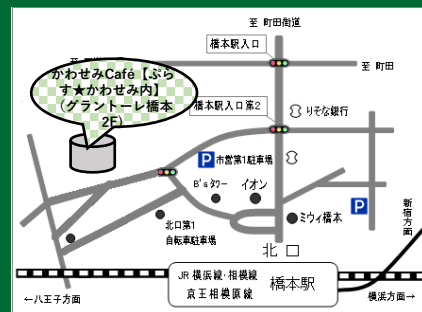 至 町田街道
橋本駅入口
至 町田
かわせみCafé【ぷら
す★かわせみ内】
(グラントーレ橋本
2F)
橋本駅入口第2
りそな銀行
P 市営第1駐車場
B'sタワー
イオン
P
ミウィ橋本
北口第1
自転車駐車場
北 口
新宿方面
JR 横浜線・相模線
京王相模原線
橋本駅
←八王子方面
横浜方面→